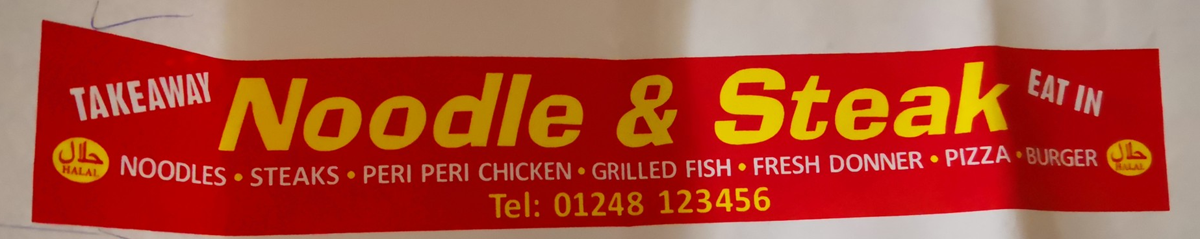 TAKEAWAY
Noodle & Steak
EAT IN
حلال
HALAL
NOODLES • STEAKS • PERI PERI CHICKEN • GRILLED FISH • FRESH DONNER • PIZZA • BURGER
حلال
HALAL
Tel: 01248 123456